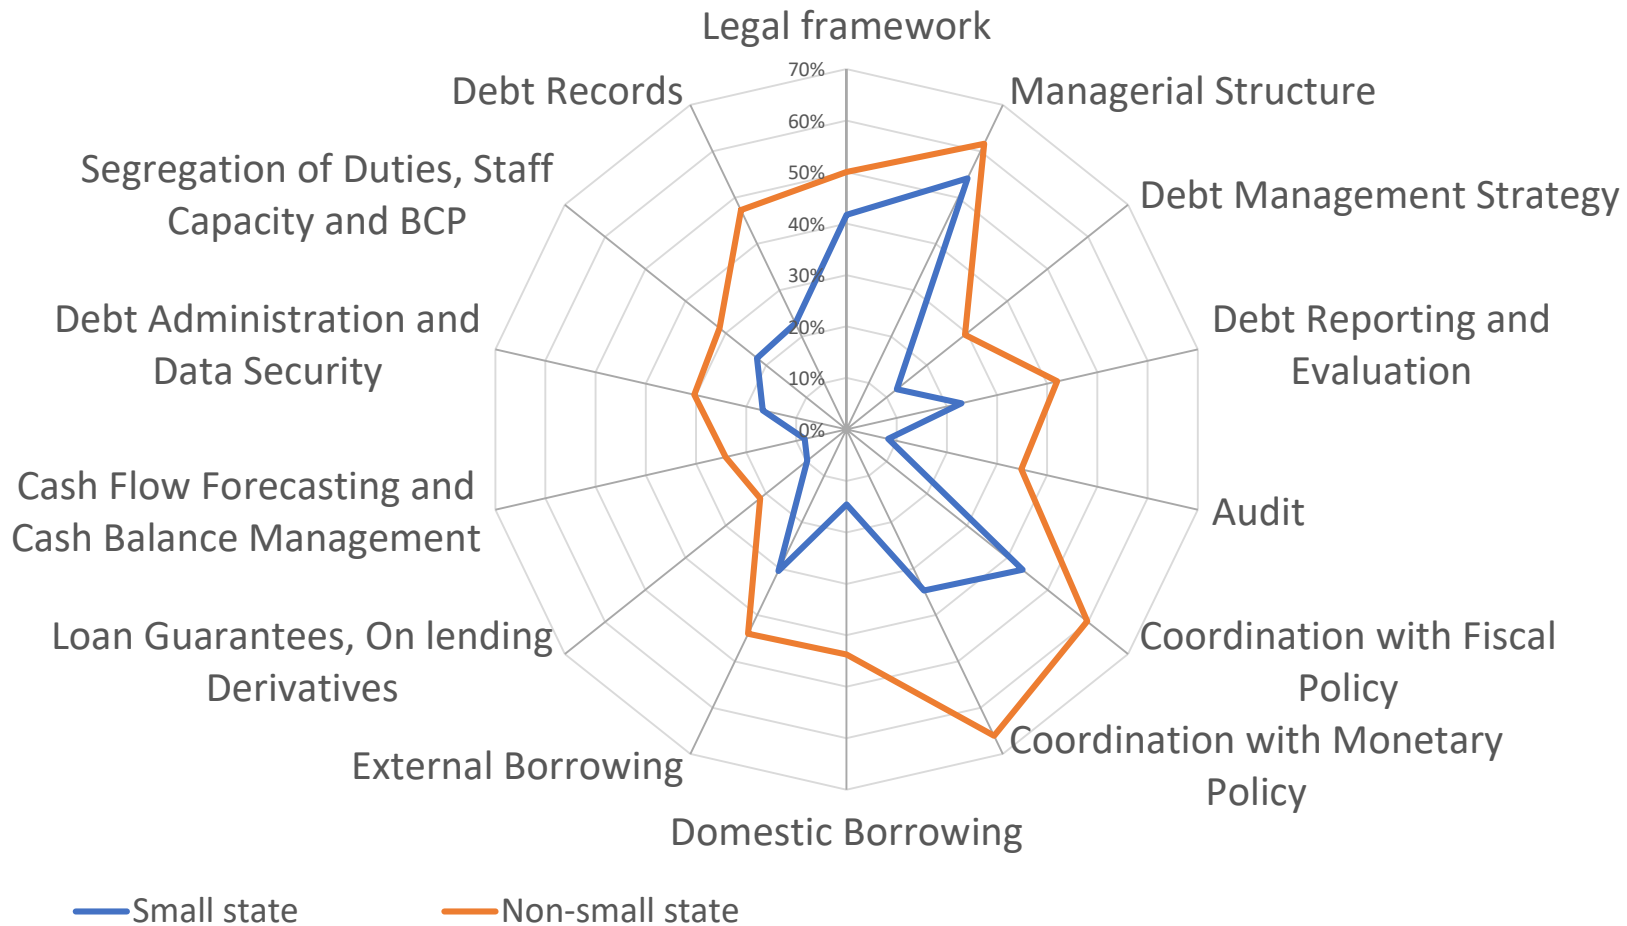 Legal framework
70%
Debt Records
Managerial Structure
60%
Segregation of Duties, Staff
Capacity and BCP
50%
Debt Management Strategy
40%
30%
Debt Administration and
Data Security
20%
Debt Reporting and
Evaluation
10%
0%
Cash Flow Forecasting and
Cash Balance Management
Audit
Loan Guarantees, On lending
Derivatives
Coordination with Fiscal
Policy
External Borrowing
Coordination with Monetary
Policy
Domestic Borrowing
Small state
Non-small state